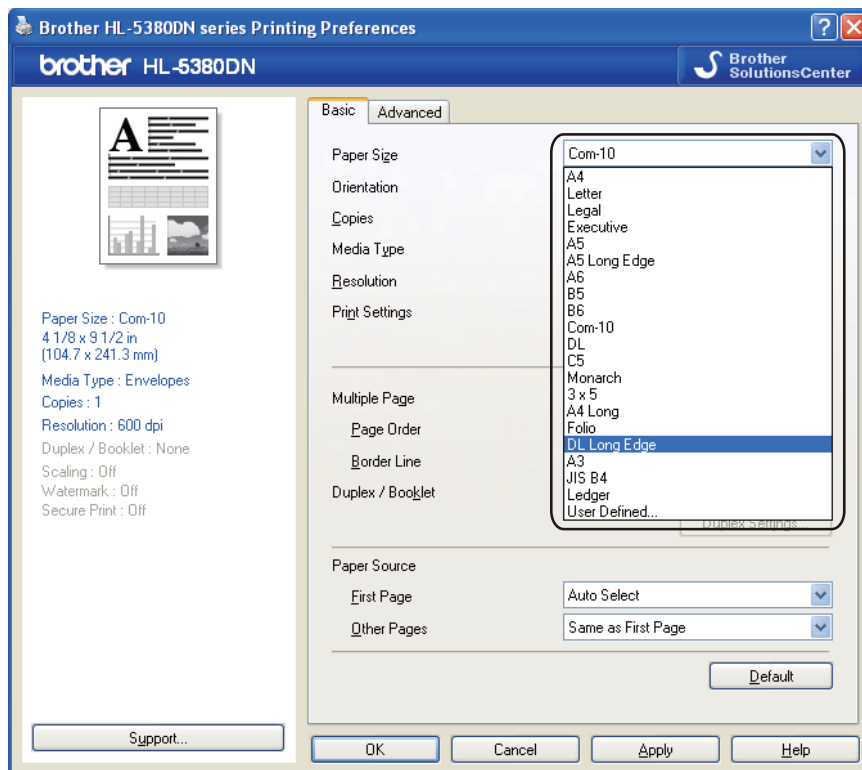 Brother HL-5380DN series Printing Preferences
brother HL-5380DN
Brother
SolutionsCenter
A
Paper Size : Com-10
4 1/8 x 9 1/2 in
(104.7 x 241.3 mm)
Media Type : Envelopes
Copies : 1
Resolution : 600 dpi
Duplex / Booklet : None
Scaling : Off
Watermark : Off
Secure Print : Off
Support...
Basic
Advanced
Paper Size
Com-10
Orientation
Copies
Media Type
Resolution
Print Settings
A4
Letter
Legal
Executive
A5
A5 Long Edge
A6
B5
B6
Com-10
DL
C5
Monarch
3 x 5
A4 Long
Folio
DL Long Edge
A3
JIS B4
Ledger
User Defined...
Multiple Page
Page Order
Border Line
Duplex / Booklet
Duplex Settings...
Paper Source
First Page
Auto Select
Other Pages
Same as First Page
Default
OK
Cancel
Apply
Help